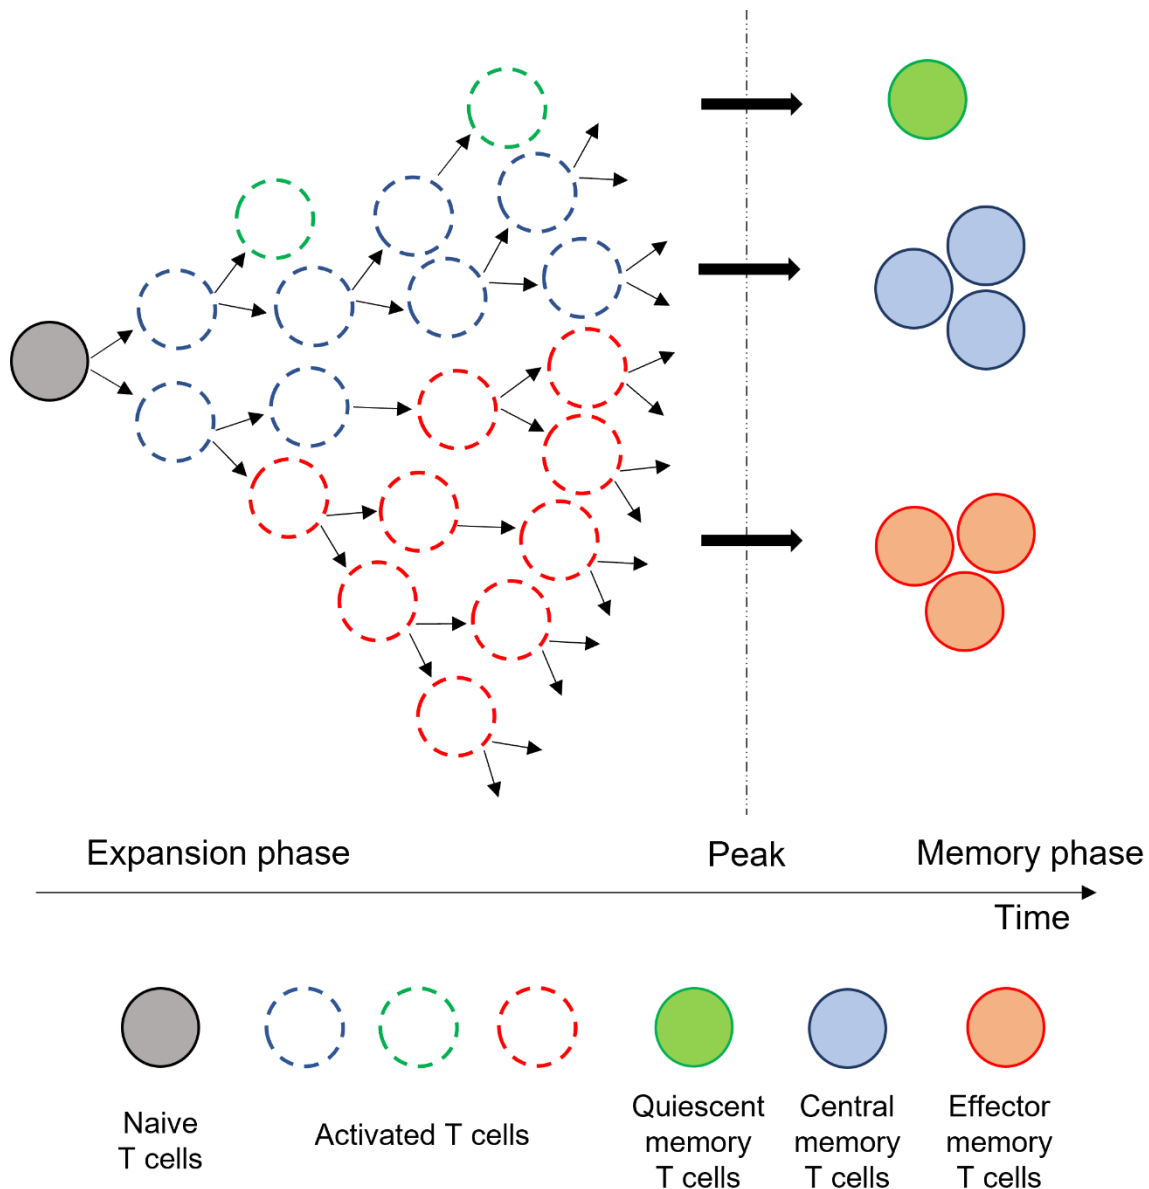 Expansion phase
Peak
Memory phase
Time
Naive
T cells
Activated T cells
Quiescent
memory
T cells
Central
memory
T cells
Effector
memory
T cells